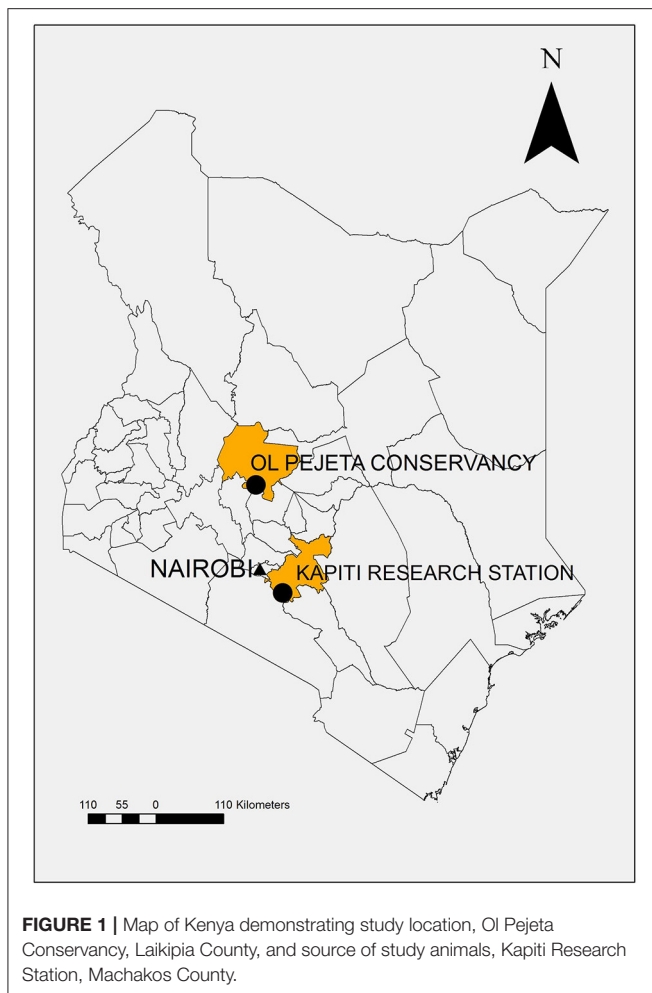 N
OL PEJETA CONSERVANCY
NAIROBI
KAPITI RESEARCH STATION
110 55 0 110 Kilometers
FIGURE 1 | Map of Kenya demonstrating study location, Ol Pejeta
Conservancy, Laikipia County, and source of study animals, Kapiti Research
Station, Machakos County.